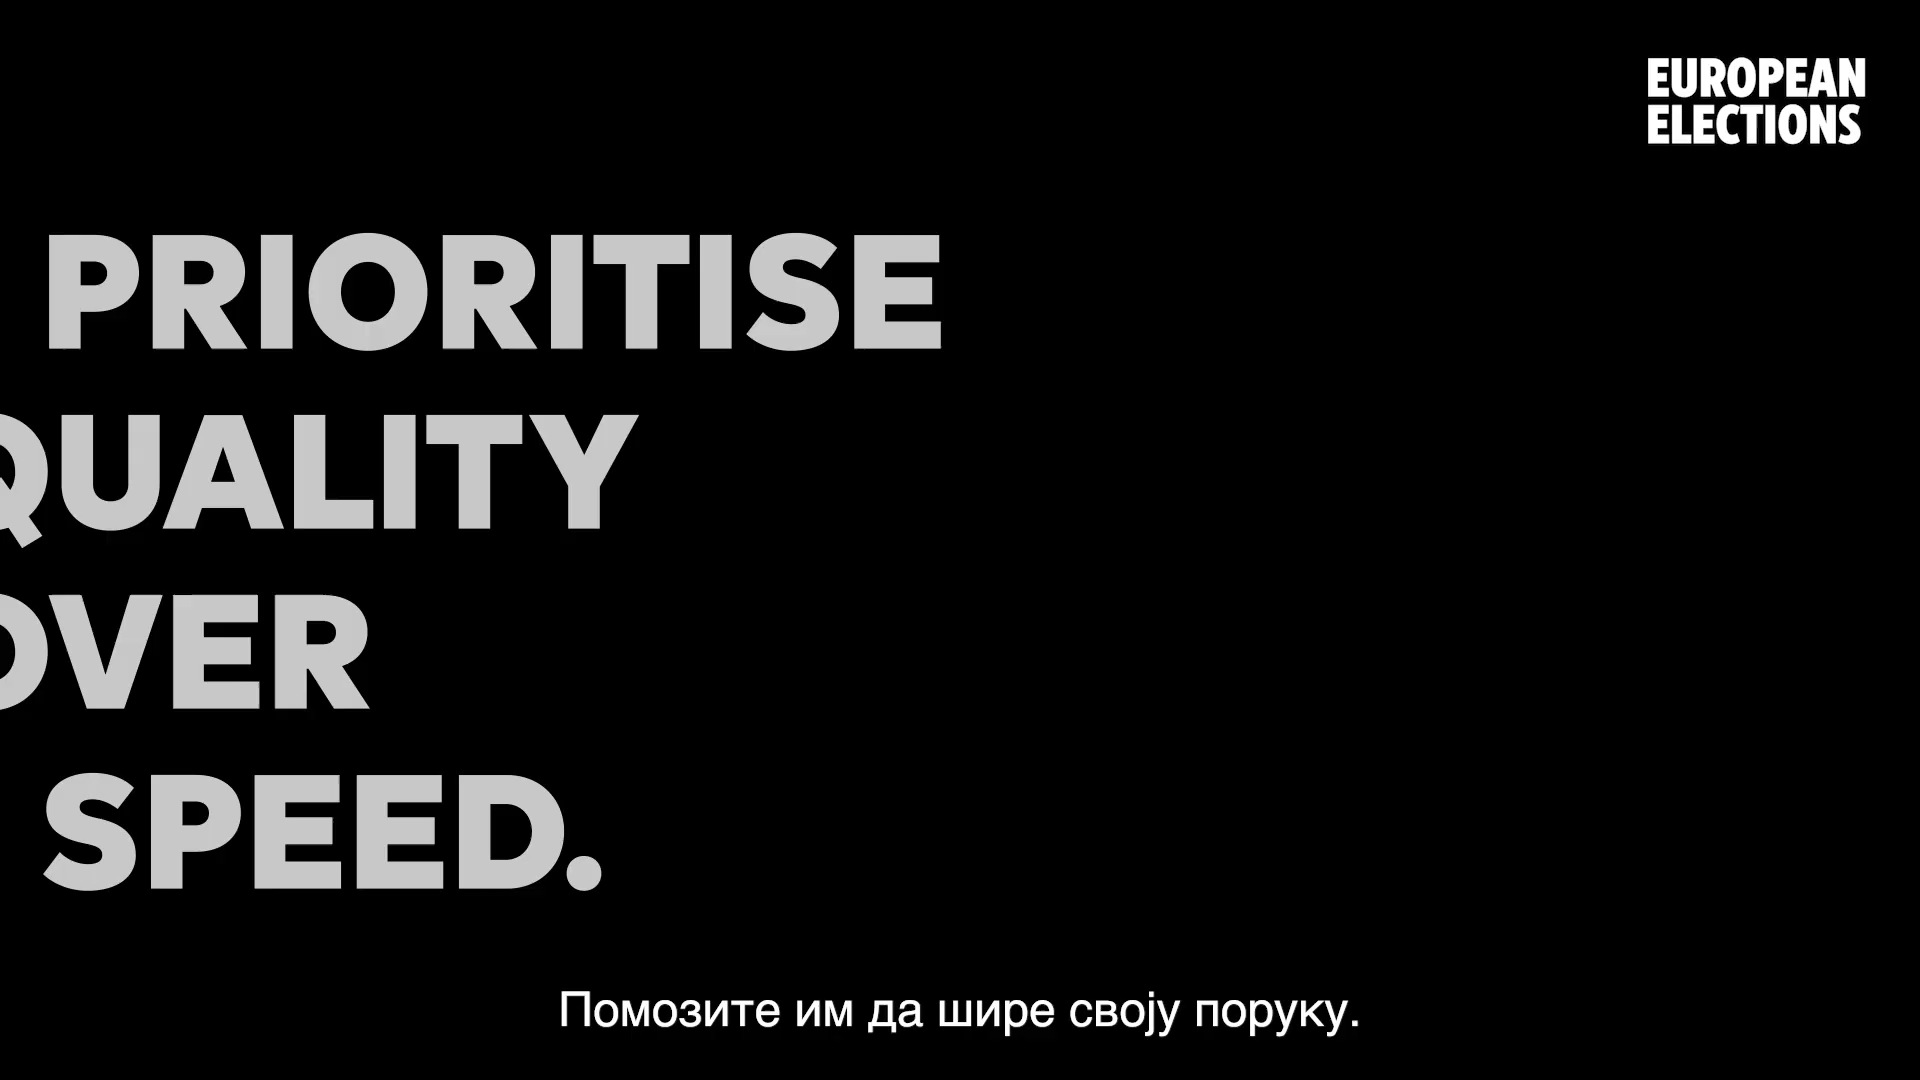 EUROPEAN
ELECTIONS
PRIORITISE
QUALITY
OVER
SPEED.
Помозите им да шире своју поруку.